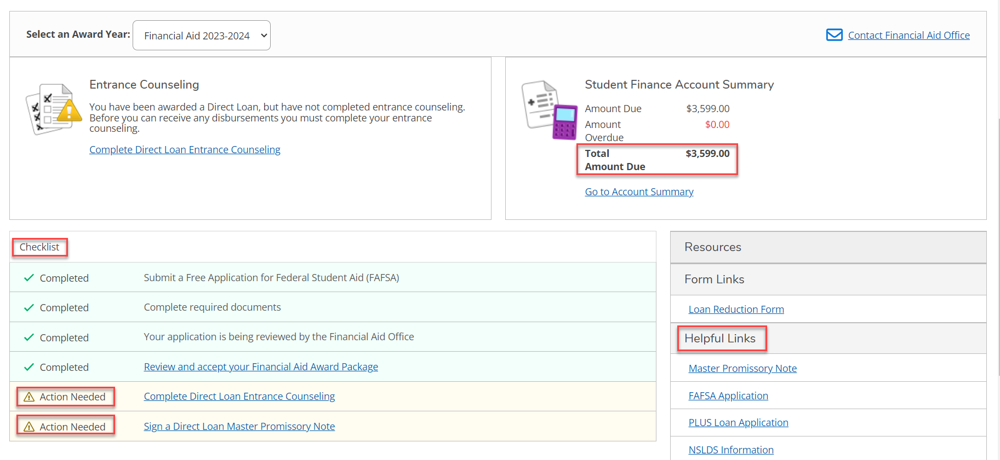 Select an Award Year: Financial Aid 2023-2024
Contact Financial Aid Office
Entrance Counseling
You have been awarded a Direct Loan, but have not completed entrance counseling.
Before you can receive any disbursements you must complete your entrance
counseling.
Complete Direct Loan Entrance Counseling
Student Finance Account Summary
Amount Due $3,599.00
Amount $0.00
Overdue
Total $3,599.00
Amount Due
Go to Account Summary
Checklist
Completed Submit a Free Application for Federal Student Aid (FAFSA)
Completed Complete required documents
Completed Your application is being reviewed by the Financial Aid Office
Completed Review and accept your Financial Aid Award Package
Action Needed Complete Direct Loan Entrance Counseling
Action Needed Sign a Direct Loan Master Promissory Note
Resources
Form Links
Loan Reduction Form
Helpful Links
Master Promissory Note
FAFSA Application
PLUS Loan Application
NSLDS Information